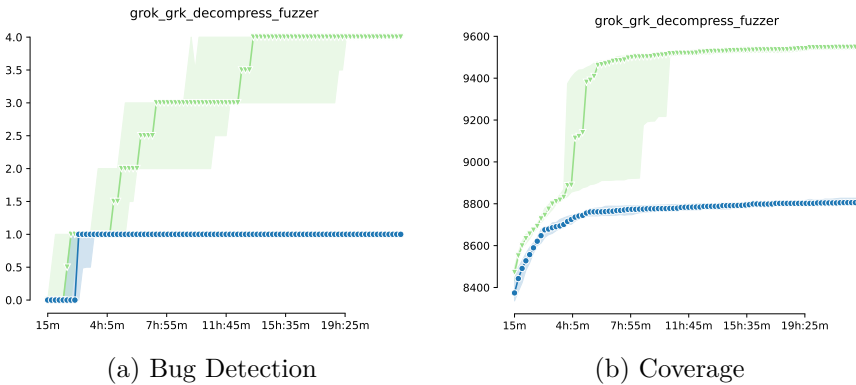 grok_grk_decompress_fuzzer
4.0
3.5
3.0
2.5
2.0
1.5
1.0
0.5
0.0
15m 4h:5m 7h:55m 11h:45m 15h:35m 19h:25m
(a) Bug Detection
grok_grk_decompress_fuzzer
9600
9400
9200
9000
8800
8600
8400
15m 4h:5m 7h:55m 11h:45m 15h:35m 19h:25m
(b) Coverage